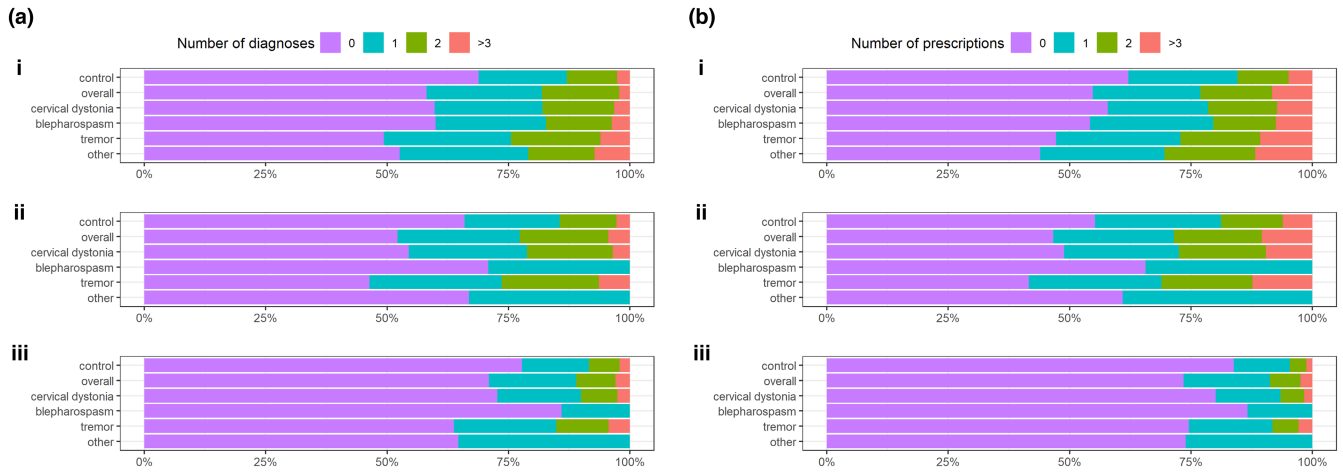 (a)
Number of diagnoses 0 1 2 >3
i
control
overall
cervical dystonia
blepharospasm
tremor
other
0% 25% 50% 75% 100%
ii
control
overall
cervical dystonia
blepharospasm
tremor
other
0% 25% 50% 75% 100%
iii
control
overall
cervical dystonia
blepharospasm
tremor
other
0% 25% 50% 75% 100%
(b)
Number of prescriptions 0 1 2 >3
i
control
overall
cervical dystonia
blepharospasm
tremor
other
0% 25% 50% 75% 100%
ii
control
overall
cervical dystonia
blepharospasm
tremor
other
0% 25% 50% 75% 100%
iii
control
overall
cervical dystonia
blepharospasm
tremor
other
0% 25% 50% 75% 100%